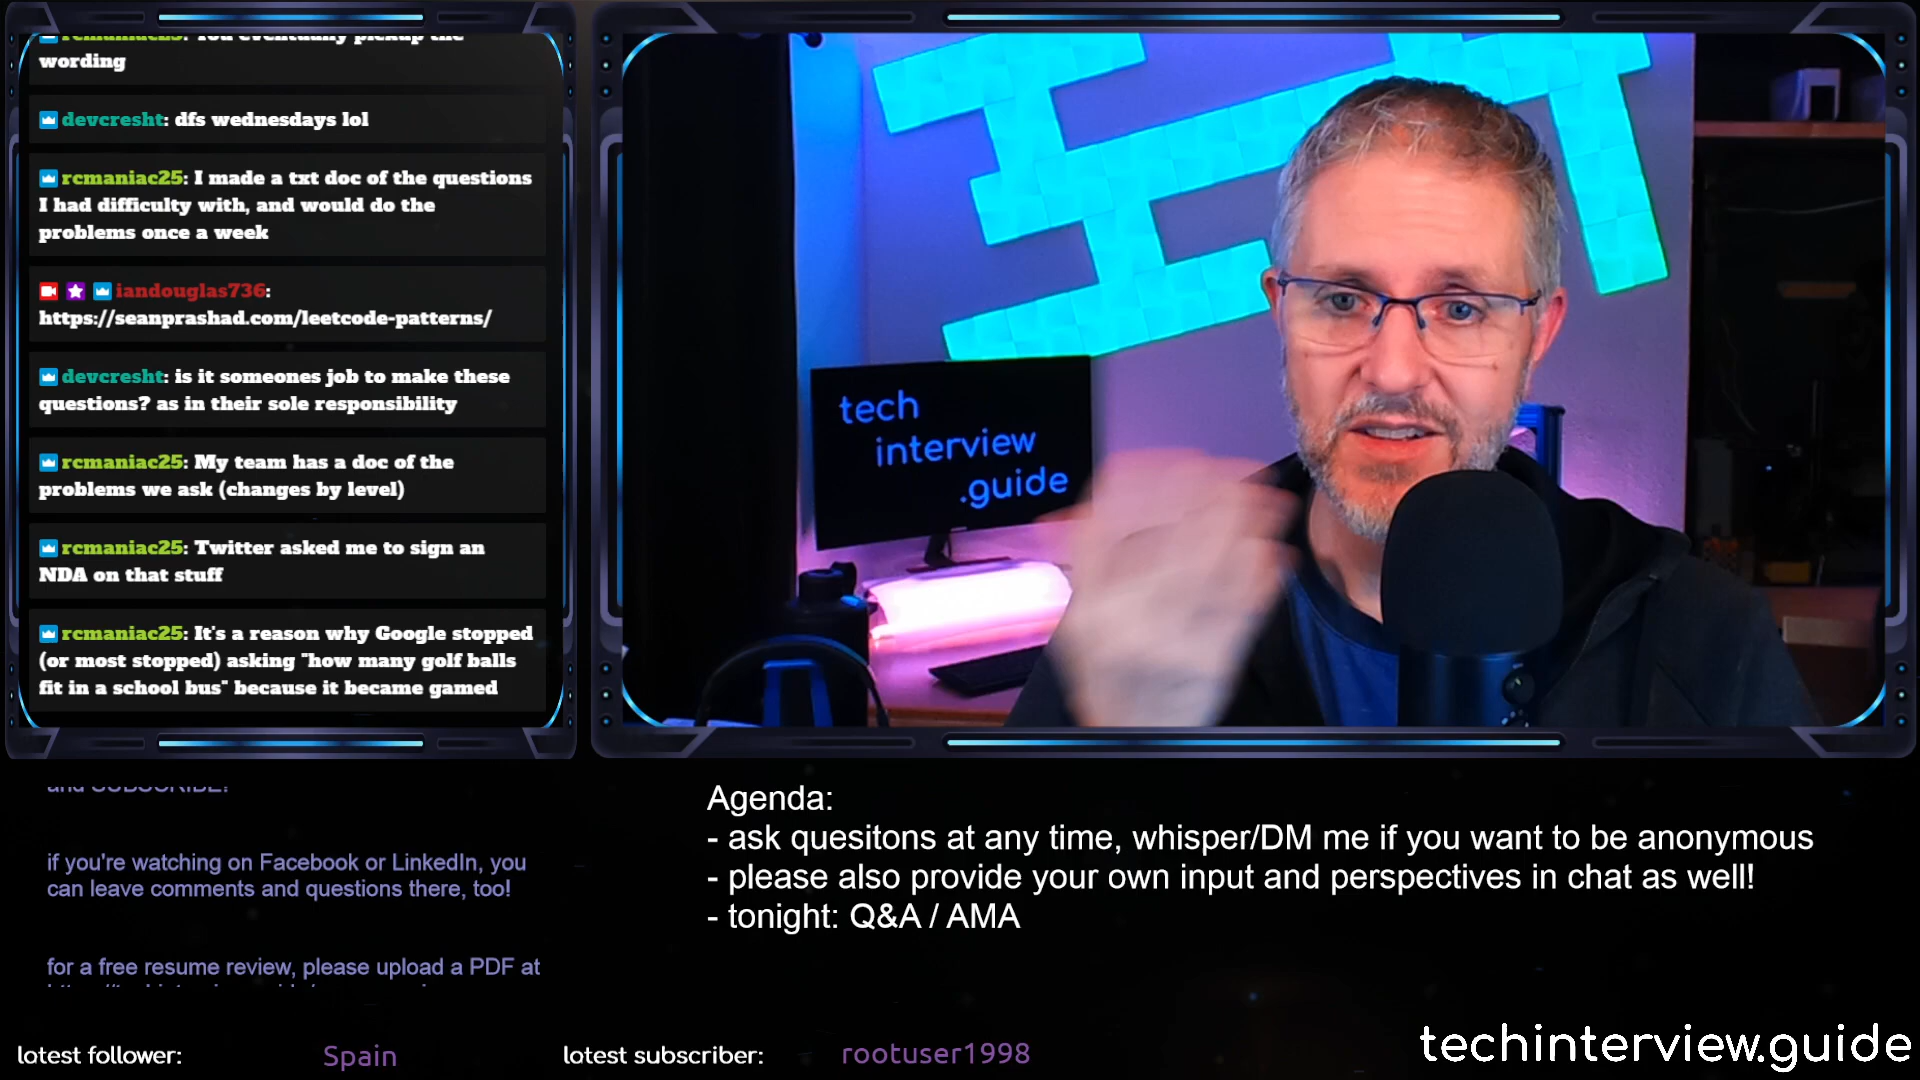 rcmaniac25: You eventually pickup the
wording
devcresht: dfs wednesdays lol
rcmaniac25: I made a txt doc of the questions
I had difficulty with, and would do the
problems once a week
iandouglas736:
https://seanprashad.com/leetcode-patterns/
devcresht: is it someones job to make these
questions? as in their sole responsibility
rcmaniac25: My team has a doc of the
problems we ask (changes by level)
rcmaniac25: Twitter asked me to sign an
NDA on that stuff
rcmaniac25: It's a reason why Google stopped
(or most stopped) asking "how many golf balls
fit in a school bus" because it became gamed
tech
interview
.guide
and SUBSCRIBE!
if you're watching on Facebook or LinkedIn, you
can leave comments and questions there, too!
for a free resume review, please upload a PDF at
Agenda:
- ask quesitons at any time, whisper/DM me if you want to be anonymous
- please also provide your own input and perspectives in chat as well!
- tonight: Q&A / AMA
latest follower: Spain
latest subscriber: rootuser1998
techinterview.guide